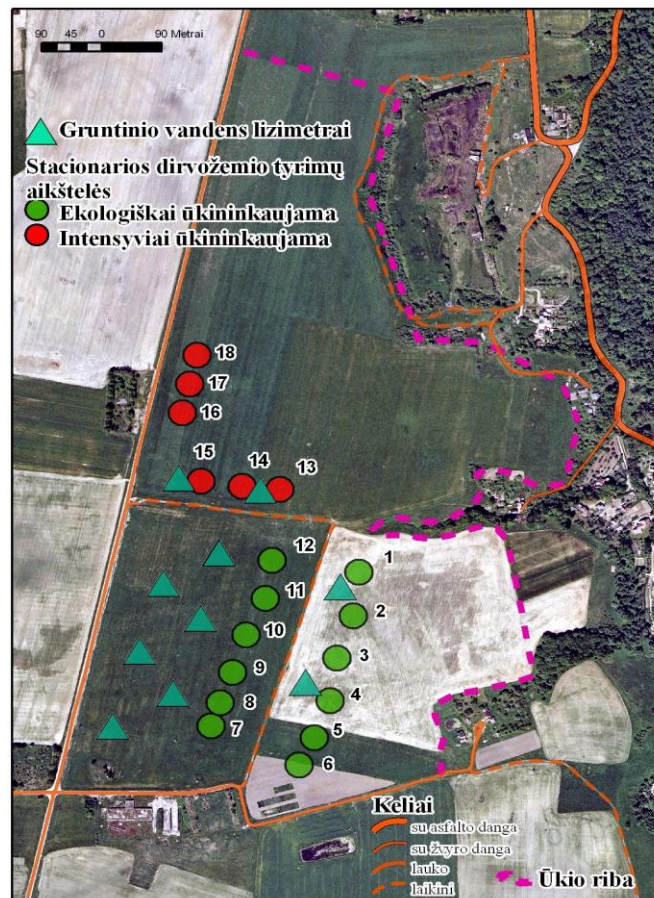 90 45 0 90 Metrai
Gruntinio vandens lizimetrai
Stacionarios dirvožemio tyrimų
aikštelės
Ekologiškai ūkininkaujama
Intensyviai ūkininkaujama
18
17
16
15
14
13
12
11
10
9
8
7
1
2
3
4
5
6
Keliai
su asfalto danga
su žvyro danga
lauko
laikini
Ūkio riba